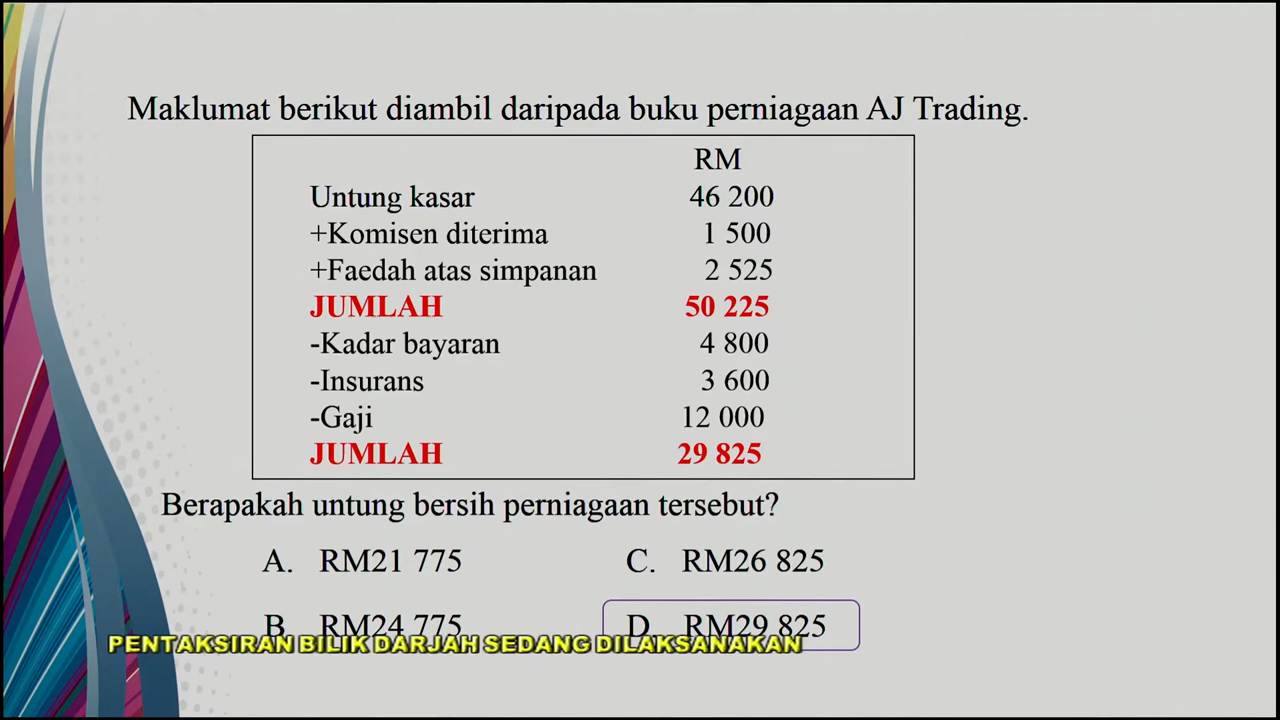 Maklumat berikut diambil daripada buku perniagaan AJ Trading.
RM
Untung kasar 46 200
+Komisen diterima 1 500
+Faedah atas simpanan 2 525
JUMLAH 50 225
-Kadar bayaran 4 800
-Insurans 3 600
-Gaji 12 000
JUMLAH 29 825
Berapakah untung bersih perniagaan tersebut?
A. RM21 775 C. RM26 825
B. RM24 775 D. RM29 825
PENTAKSIRAN BILIK DARJAH SEDANG DILAKSANAKAN